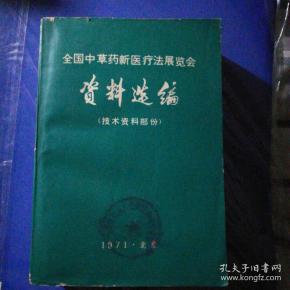 全国中草药新医疗法展览会
资料选编
(技术资料部份)
1971·北京
孔夫子旧书网